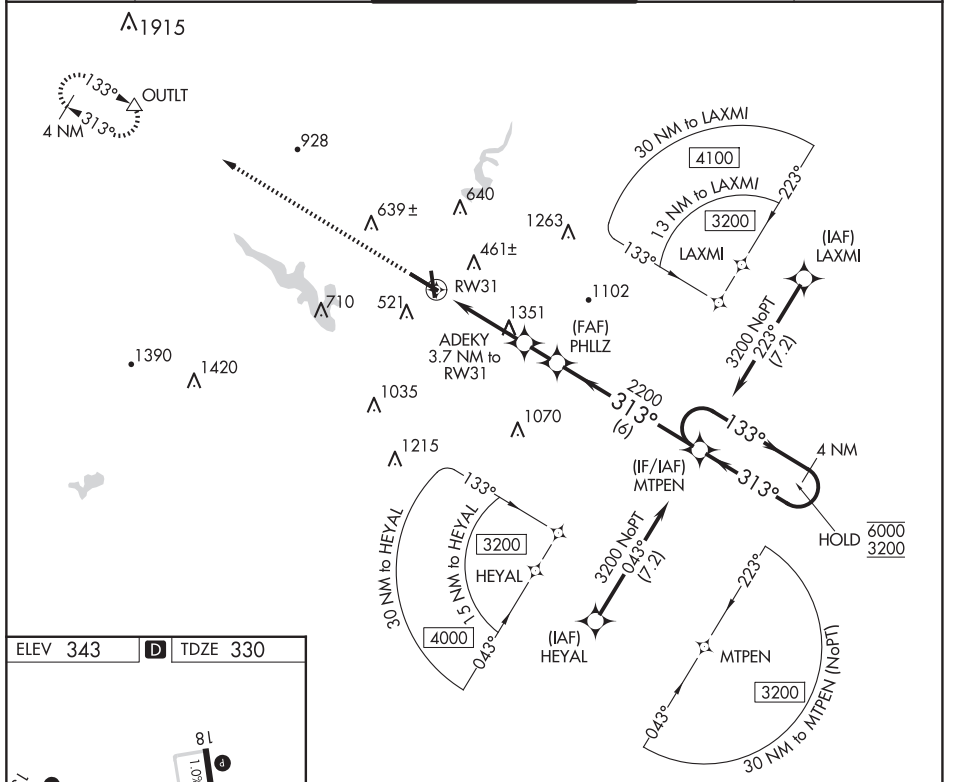 1915
133°
OUTLT
313°
4 NM
928
30 NM to LAXMI
4100
13 NM to LAXMI
3200
223°
LAXMI
133°
(IAF)
LAXMI
3200 NoPT
223°
(7.2)
640
639 ±
1263
461±
RW31
1102
710
521
1351
(FAF)
PHLLZ
ADEKY
3.7 NM to
RW31
1390
1420
2200
313°
(6)
1035
1070
1215
133°
4 NM
313°
(IF/IAF)
MTPEN
HOLD
6000
3200
133°
30 NM to HEYAL
15 NM to HEYAL
3200
HEYAL
4000
043°
3200 NoPT
043°
(7.2)
(IAF)
HEYAL
223°
MTPEN
3200
043°
30 NM to MTPEN (NoPT)
ELEV 343
D
TDZE 330
18
P
1.0%